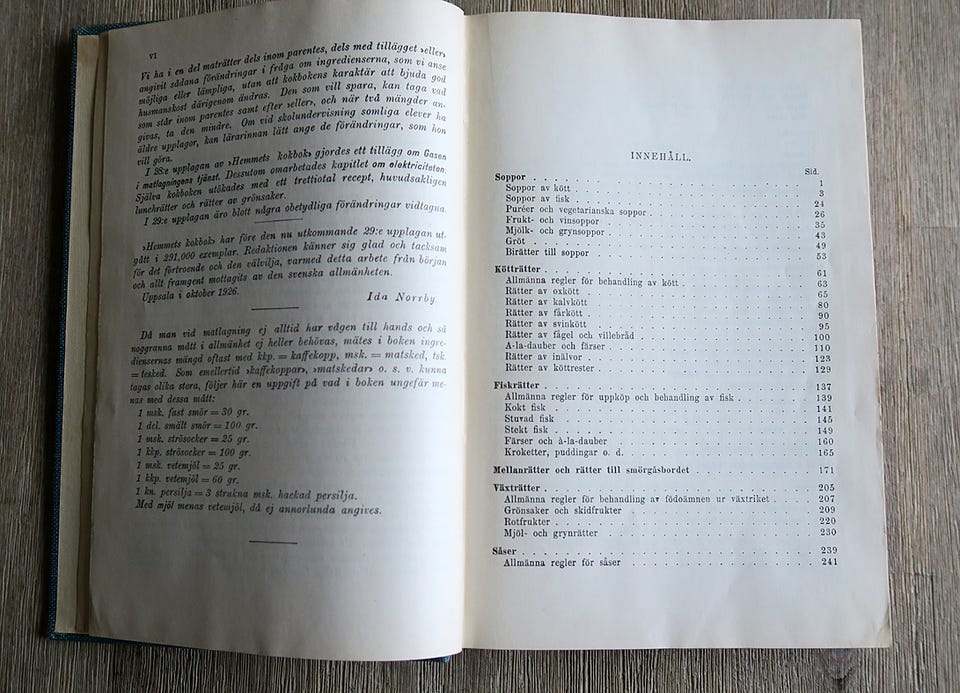 VI
Vi ha i en del maträtter dels inom parentes, dels med tillägget »eller»
angivit sådana förändringar i fråga om ingredienserna, som vi anse
möjliga eller lämpliga, utan att kokbokens karaktär att bjuda god
husmanskost därigenom ändras. Den som vill spara, kan taga vad
som står inom parentes samt efter »eller», och när två mängder an-
givas, ta den mindre. Om vid skolundervisning somliga elever ha
äldre upplagor, kan lärarinnan lätt ange de förändringar, som hon
vill göra.
I 28:e upplagan av »Hemmets kokbok» gjordes ett tillägg om Gasen
i matlagningens tjänst. Dessutom omarbetades kapitlet om elektriciteten.
Själva kokboken utökades med ett trettiotal recept, huvudsakligen
lunchrätter och rätter av grönsaker.
I 29:e upplagan äro blott några obetydliga förändringar vidtagna.
»Hemmets kokbok» har före den nu utkommande 29:e upplagan ut-
gått i 291,000 exemplar. Redaktionen känner sig glad och tacksam
för det förtroende och den välvilja, varmed detta arbete från början
och allt framgent mottagits av den svenska allmänheten.
Uppsala i oktober 1926.
Ida Norrby.
Då man vid matlagning ej alltid har vågen till hands och så
noggranna mått i allmänhet ej heller behövas, mätes i boken ingre-
diensernas mängd oftast med kkp. = kaffekopp, msk. = matsked, tsk.
= tesked. Som emellertid »kaffekoppar», »matskedar» o. s. v. kunna
tagas olika stora, följer här en uppgift på vad i boken ungefär me-
nas med dessa mått:
1 msk. fast smör = 30 gr.
1 dcl. smält smör = 100 gr.
1 msk. strösocker = 25 gr.
1 kkp. strösocker = 100 gr.
1 msk. vetemjöl = 25 gr.
1 kkp. vetemjöl = 60 gr.
1 kn. persilja = 3 strukna msk. hackad persilja.
Med mjöl menas vetemjöl, då ej annorlunda angives.
INNEHÅLL.
Sid.
Soppor . . . 1
Soppor av kött . . . 3
Soppor av fisk . . . 24
Puréer och vegetarianska soppor . . . 26
Frukt- och vinsoppor . . . 35
Mjölk- och grynsoppor . . . 43
Gröt . . . 49
Birätter till soppor . . . 53
Kötträtter . . . 61
Allmänna regler för behandling av kött . . . 63
Rätter av oxkött . . . 65
Rätter av kalvkött . . . 80
Rätter av fårkött . . . 90
Rätter av svinkött . . . 95
Rätter av fågel och villebråd . . . 100
A-la-dauber och färser . . . 110
Rätter av inälvor . . . 123
Rätter av köttrester . . . 129
Fiskrätter . . . 137
Allmänna regler för uppköp och behandling av fisk . . . 139
Kokt fisk . . . 141
Stuvad fisk . . . 145
Stekt fisk . . . 149
Färser och à-la-dauber . . . 160
Kroketter, puddingar o. d. . . . 165
Mellanrätter och rätter till smörgåsbordet . . . 171
Växträtter . . . 205
Allmänna regler för behandling av födoämnen ur växtriket . . . 207
Grönsaker och skidfrukter . . . 209
Rotfrukter . . . 220
Mjöl- och grynrätter . . . 230
Såser . . . 239
Allmänna regler för såser . . . 241